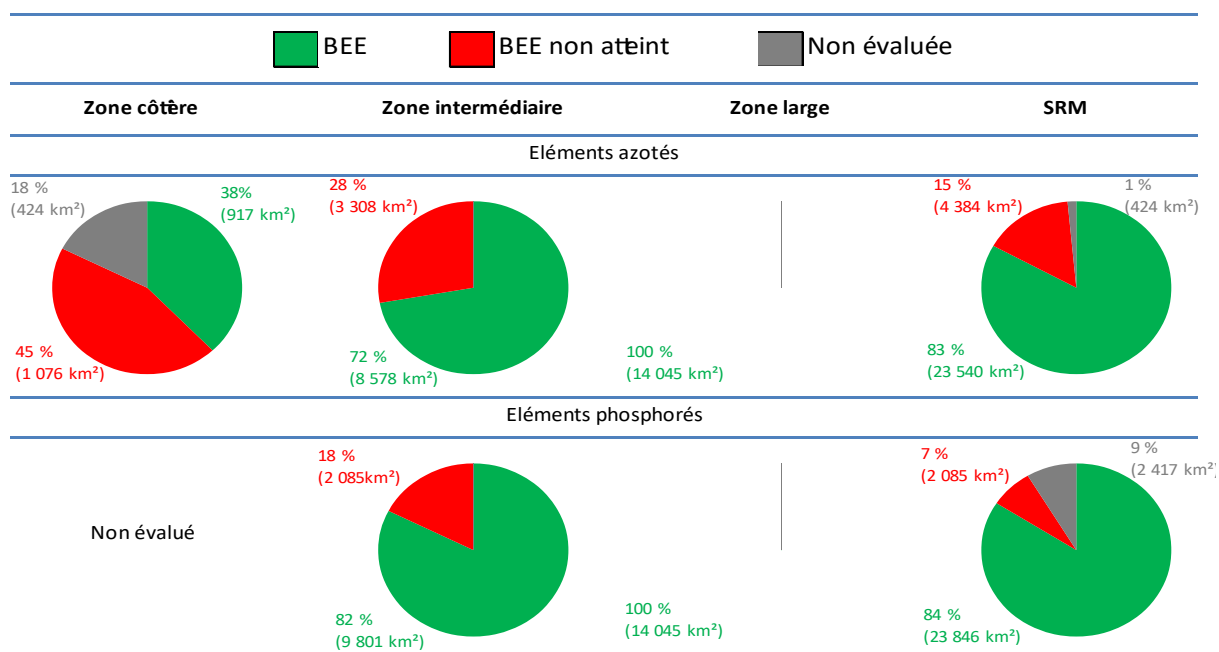 BEE
BEE non atteint
Non évaluée
Zone côtère
Zone intermédiaire
Zone large
SRM
Eléments azotés
18 %
(424 km²)
38%
(917 km²)
45 %
(1 076 km²)
28 %
(3 308 km²)
72 %
(8 578 km²)
100 %
(14 045 km²)
15 %
(4 384 km²)
1 %
(424 km²)
83 %
(23 540 km²)
Eléments phosphorés
Non évalué
18 %
(2 085km²)
82 %
(9 801 km²)
100 %
(14 045 km²)
7 %
(2 085 km²)
9 %
(2 417 km²)
84 %
(23 846 km²)